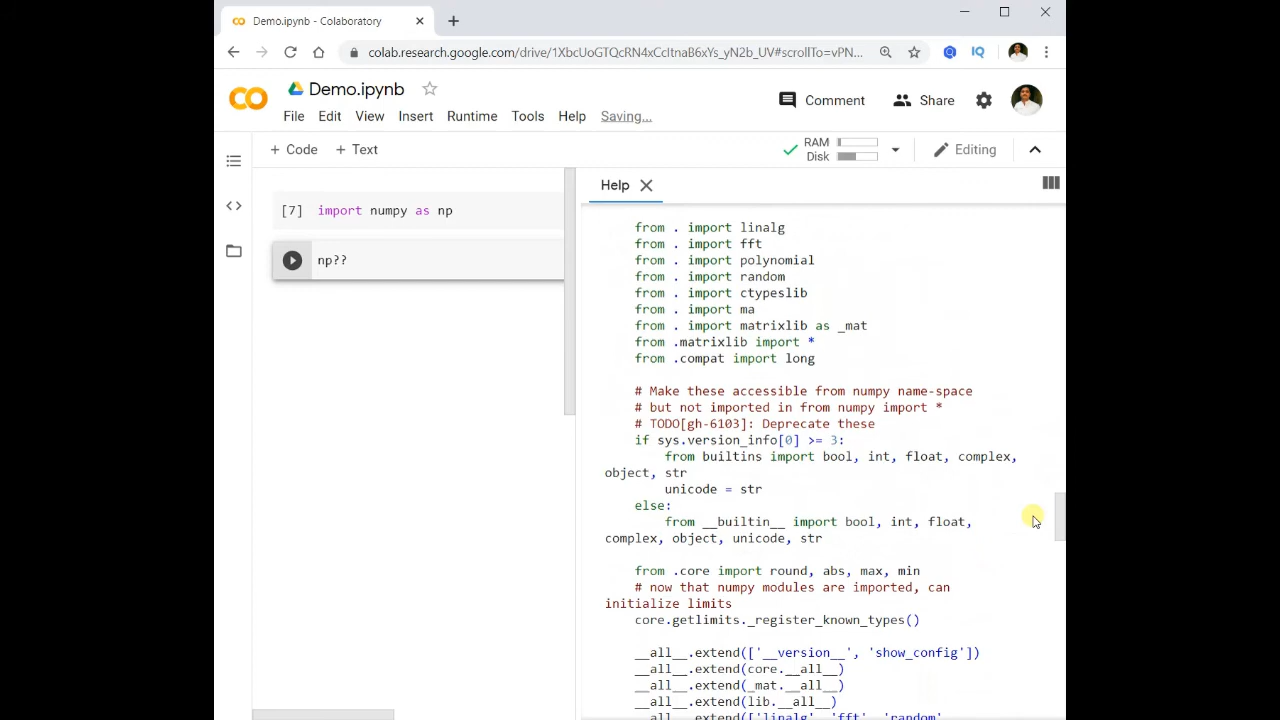 Demo.ipynb - Colaboratory
colab.research.google.com/drive/1XbcUoGTQcRN4xCcltnaB6xYs_yN2b_UV#scrollTo=vPN...
CO Demo.ipynb
File Edit View Insert Runtime Tools Help Saving...
Comment Share
+ Code + Text
RAM
Disk
Editing
[7] import numpy as np
np??
Help
from . import linalg
from . import fft
from . import polynomial
from . import random
from . import ctypeslib
from . import ma
from . import matrixlib as _mat
from .matrixlib import *
from .compat import long
# Make these accessible from numpy name-space
# but not imported in from numpy import *
# TODO[gh-6103]: Deprecate these
if sys.version_info[0] >= 3:
from builtins import bool, int, float, complex,
object, str
unicode = str
else:
from __builtin__ import bool, int, float,
complex, object, unicode, str
from .core import round, abs, max, min
# now that numpy modules are imported, can
initialize limits
core.getlimits._register_known_types()
__all__.extend(['__version__', 'show_config'])
__all__.extend(core.__all__)
__all__.extend(_mat.__all__)
__all__.extend(lib.__all__)
__all__.extend(['linalg', 'fft', 'random',